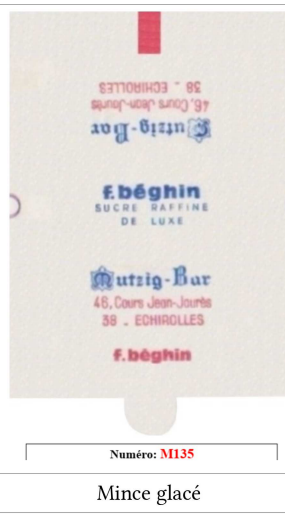 38 - ECHIROLLES
46, Cours Jean-Jaurès
Mutzig-Bar
f.béghin
SUCRE RAFFINE
DE LUXE
Mutzig-Bar
46, Cours Jean-Jaurès
38 - ECHIROLLES
f.béghin
Numéro: M135
Mince glacé